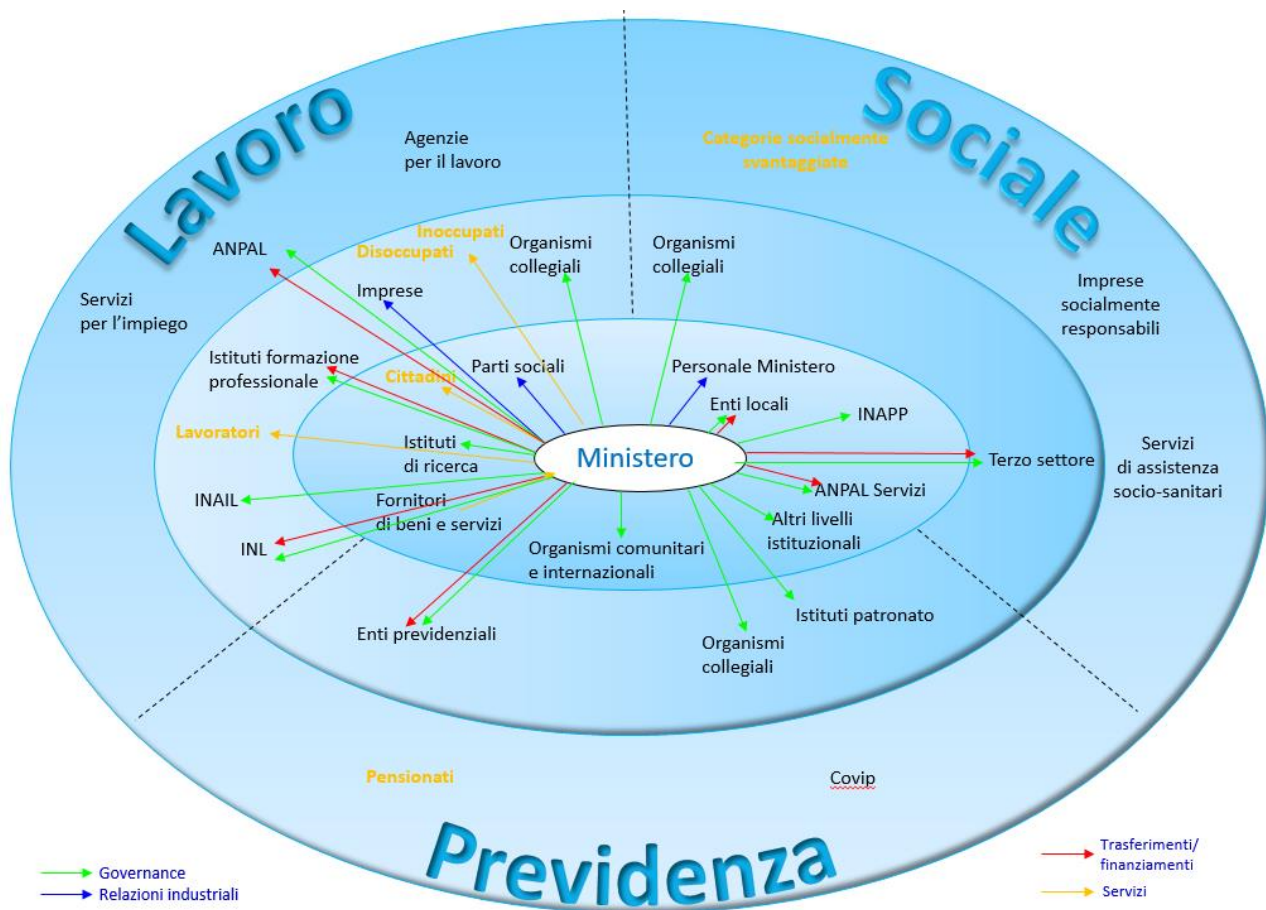 Lavoro
Sociale
Agenzie
per il lavoro
Categorie socialmente
svantaggiate
ANPAL
Inoccupati
Disoccupati
Organismi
collegiali
Organismi
collegiali
Servizi
per l'impiego
Imprese
Imprese
socialmente
responsabili
Istituti formazione
professionale
Cittadini
Parti sociali
Personale Ministero
Enti locali
INAPP
Lavoratori
Istituti
di ricerca
Ministero
Terzo settore
Servizi
di assistenza
socio-sanitari
INAIL
Fornitori
di beni e servizi
ANPAL Servizi
INL
Organismi comunitari
e internazionali
Altri livelli
istituzionali
Enti previdenziali
Istituti patronato
Organismi
collegiali
Pensionati
Covip
Previdenza
Governance
Relazioni industriali
Trasferimenti/
finanziamenti
Servizi